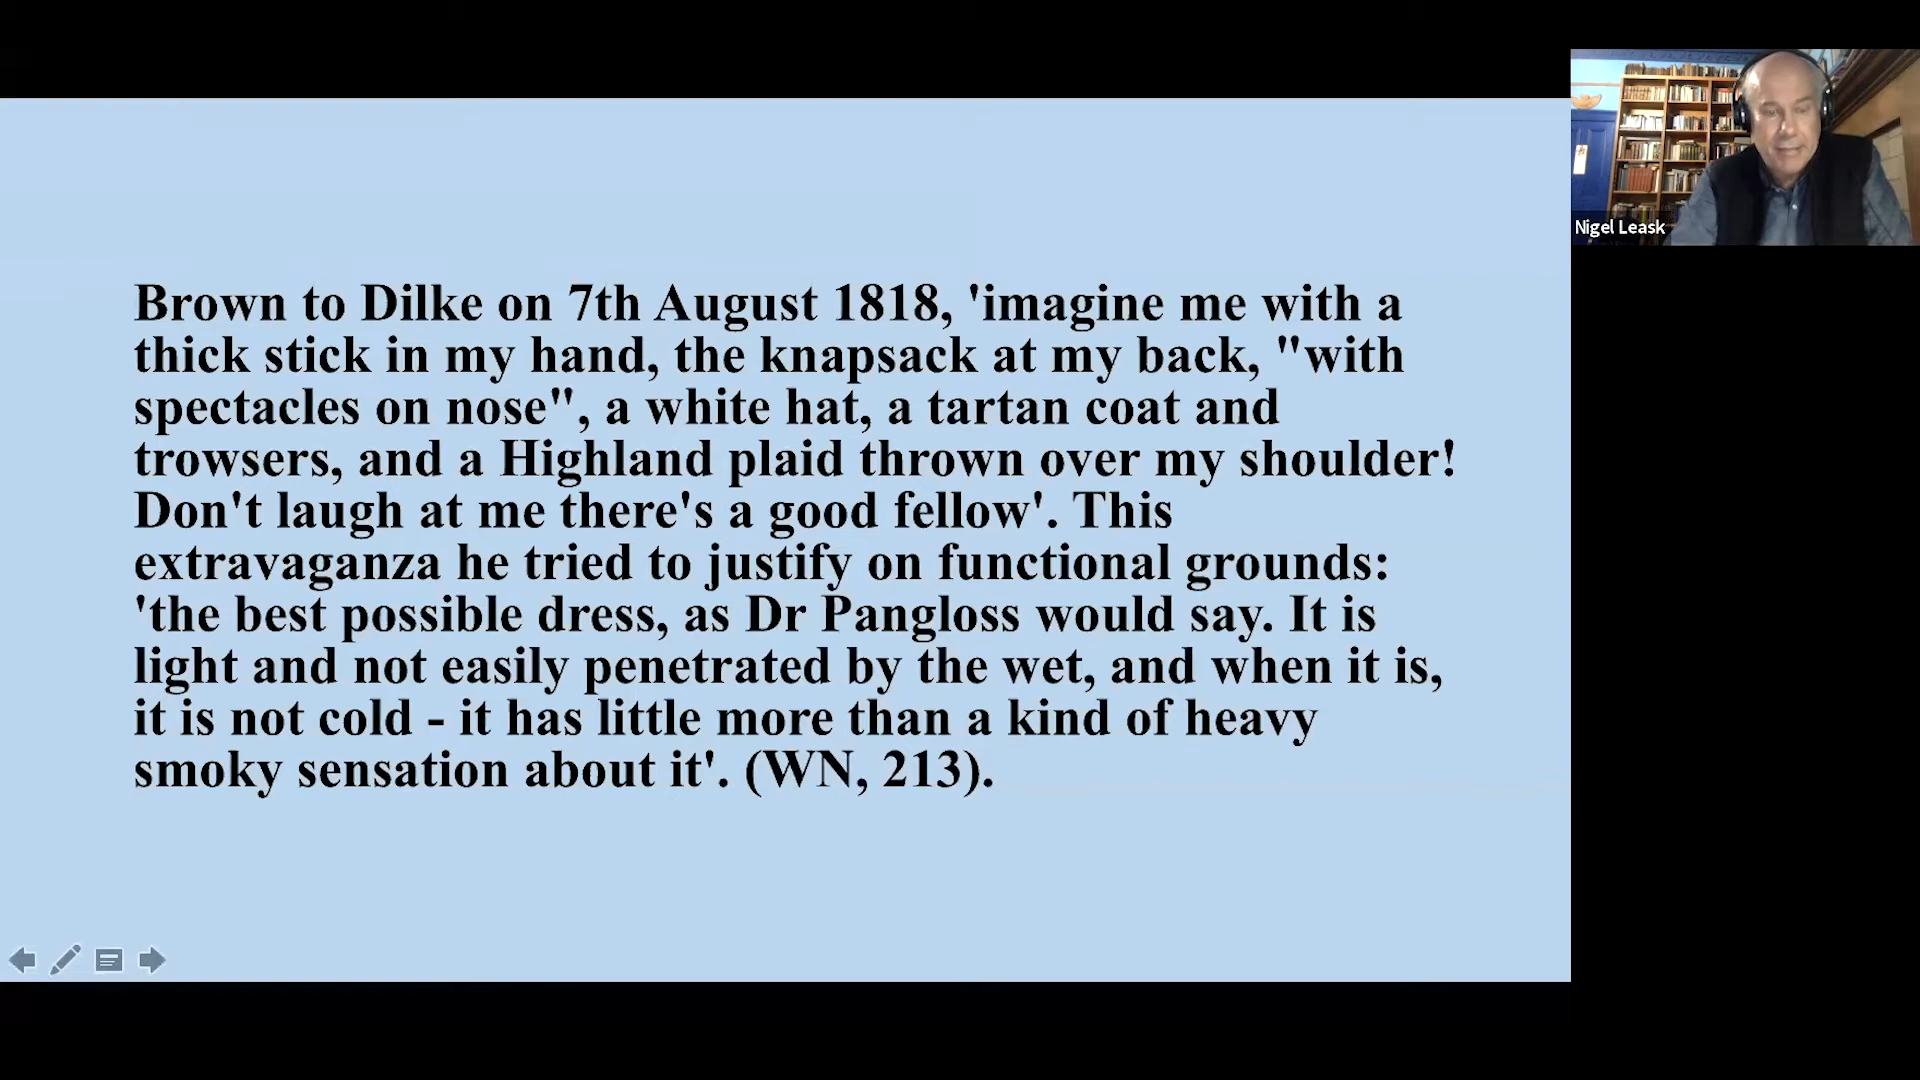 Brown to Dilke on 7th August 1818, 'imagine me with a
thick stick in my hand, the knapsack at my back, "with
spectacles on nose", a white hat, a tartan coat and
trowsers, and a Highland plaid thrown over my shoulder!
Don't laugh at me there's a good fellow'. This
extravaganza he tried to justify on functional grounds:
'the best possible dress, as Dr Pangloss would say. It is
light and not easily penetrated by the wet, and when it is,
it is not cold - it has little more than a kind of heavy
smoky sensation about it'. (WN, 213).
Nigel Leask